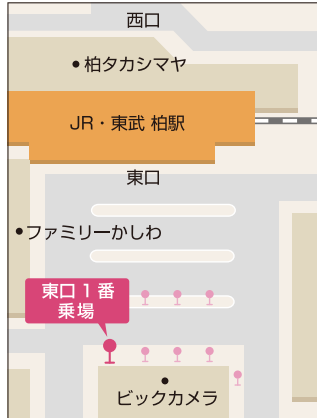 西口
柏タカシマヤ
JR・東武 柏駅
東口
ファミリーかしわ
東口1番
乗場
ビックカメラ